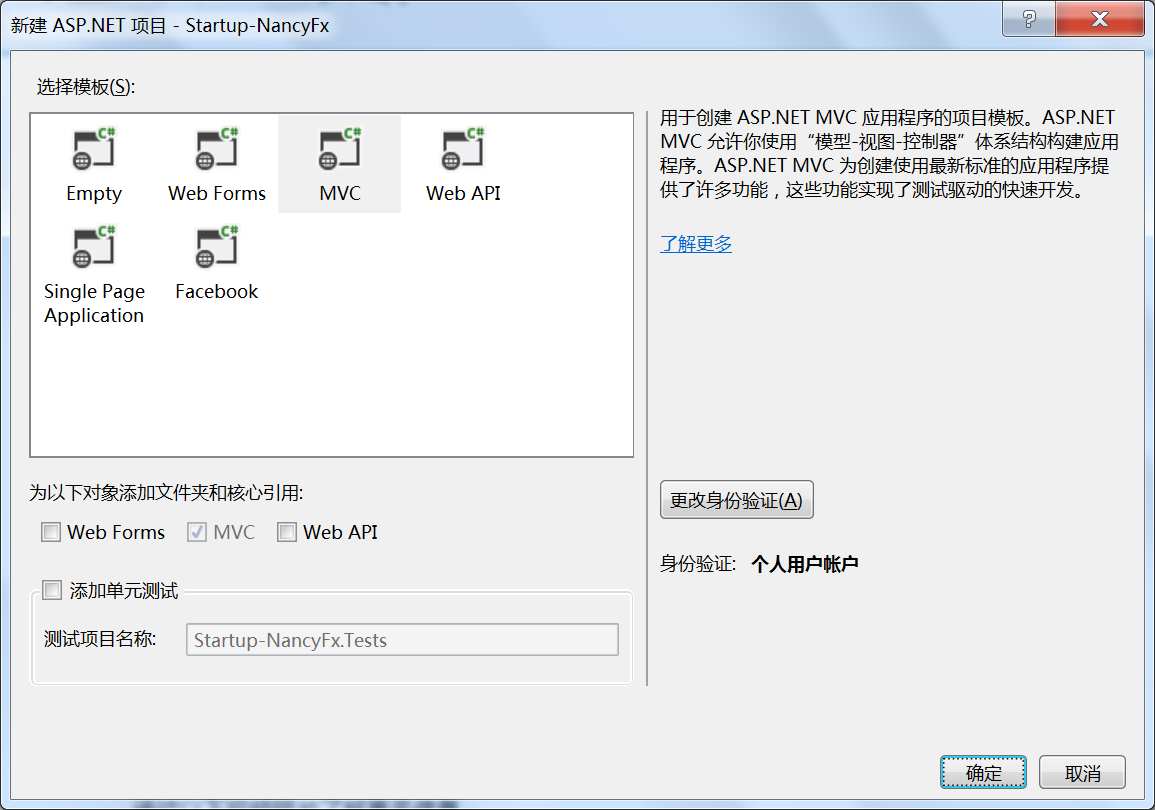 新建 ASP.NET 项目 - Startup-NancyFx
选择模板(S):
C# C# C# C#
Empty Web Forms MVC Web API
C# C#
Single Page Facebook
Application
用于创建 ASP.NET MVC 应用程序的项目模板。ASP.NET
MVC 允许你使用“模型-视图-控制器”体系结构构建应用
程序。ASP.NET MVC 为创建使用最新标准的应用程序提
供了许多功能，这些功能实现了测试驱动的快速开发。
了解更多
为以下对象添加文件夹和核心引用:
Web Forms MVC Web API
添加单元测试
测试项目名称: Startup-NancyFx.Tests
更改身份验证(A)
身份验证: 个人用户帐户
确定 取消